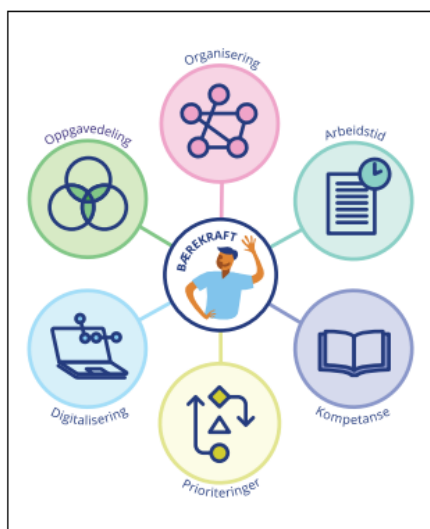 Organisering
Oppgavedeling
Arbeidstid
BÆREKRAFT
Digitalisering
Kompetanse
Prioriteringer